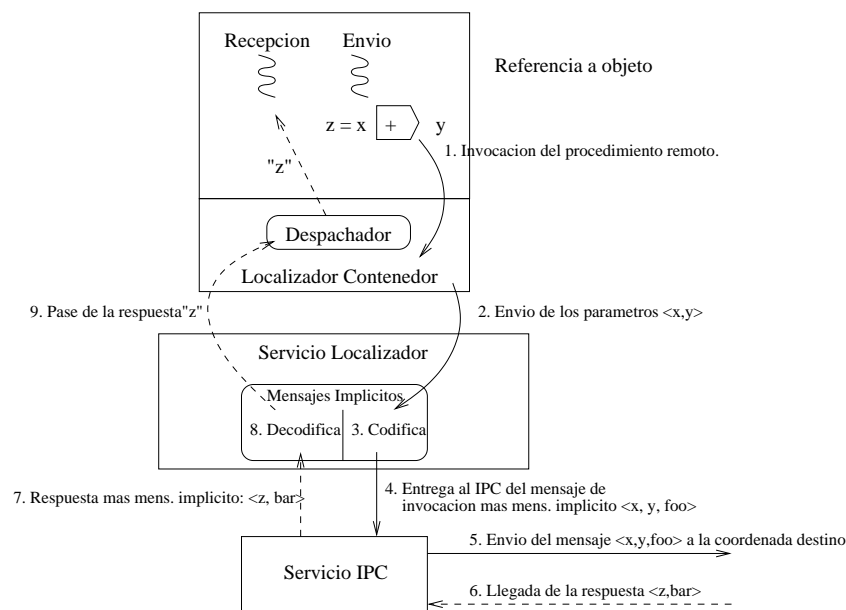 Recepcion
Envio
Referencia a objeto
z = x + y
1. Invocacion del procedimiento remoto.
"z"
Despachador
Localizador Contenedor
9. Pase de la respuesta"z"
2. Envio de los parametros <x,y>
Servicio Localizador
Mensajes Implicitos
8. Decodifica
3. Codifica
7. Respuesta mas mens. implicito: <z, bar>
4. Entrega al IPC del mensaje de
invocacion mas mens. implicito <x, y, foo>
5. Envio del mensaje <x,y,foo> a la coordenada destino
Servicio IPC
6. Llegada de la respuesta <z,bar>